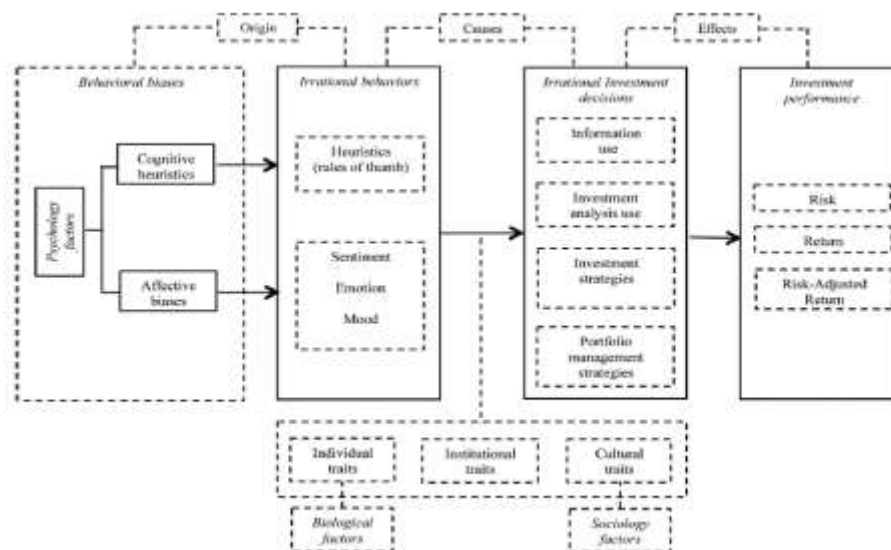 Origin
Causes
Effects
Behavioral biases
Irrational behaviors
Irrational Investment
decisions
Investment
performance
Psychology
factors
Cognitive
heuristics
Affective
biases
Heuristics
(rules of thumb)
Sentiment
Emotion
Mood
Information
use
Investment
analysis use
Investment
strategies
Portfolio
management
strategies
Risk
Return
Risk-Adjusted
Return
Individual
traits
Institutional
traits
Cultural
traits
Biological
factors
Sociology
factors